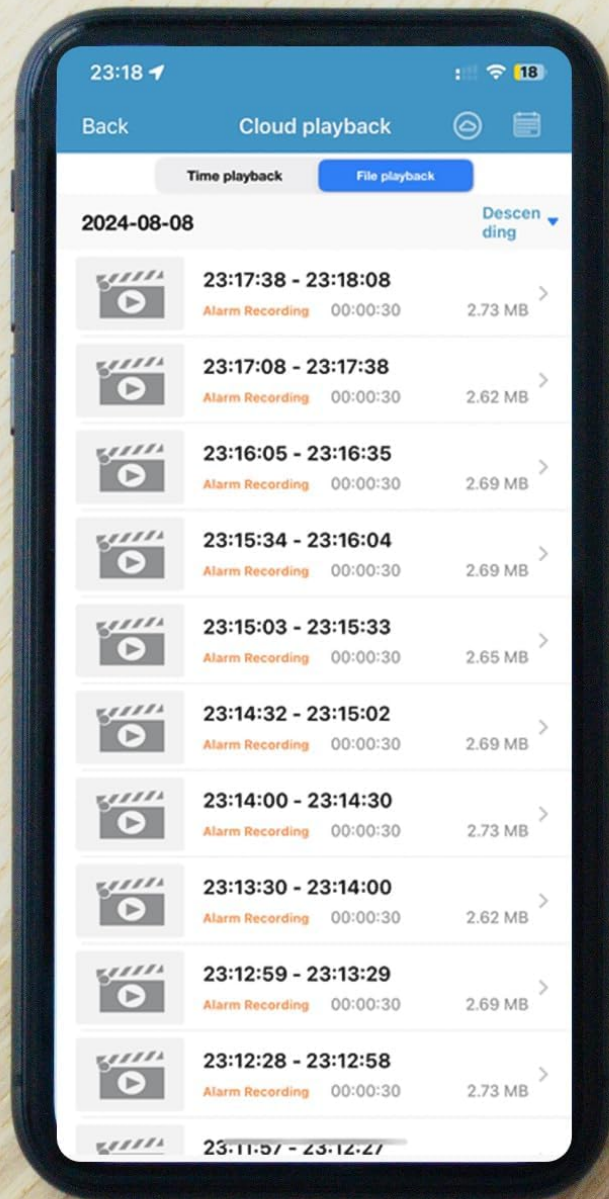 23:18
18
Back
Cloud playback
Time playback
File playback
2024-08-08
Descen
ding
23:17:38 - 23:18:08
Alarm Recording 00:00:30 2.73 MB
23:17:08 - 23:17:38
Alarm Recording 00:00:30 2.62 MB
23:16:05 - 23:16:35
Alarm Recording 00:00:30 2.69 MB
23:15:34 - 23:16:04
Alarm Recording 00:00:30 2.69 MB
23:15:03 - 23:15:33
Alarm Recording 00:00:30 2.65 MB
23:14:32 - 23:15:02
Alarm Recording 00:00:30 2.69 MB
23:14:00 - 23:14:30
Alarm Recording 00:00:30 2.73 MB
23:13:30 - 23:14:00
Alarm Recording 00:00:30 2.62 MB
23:12:59 - 23:13:29
Alarm Recording 00:00:30 2.69 MB
23:12:28 - 23:12:58
Alarm Recording 00:00:30 2.73 MB
23:11:57 - 23:12:27